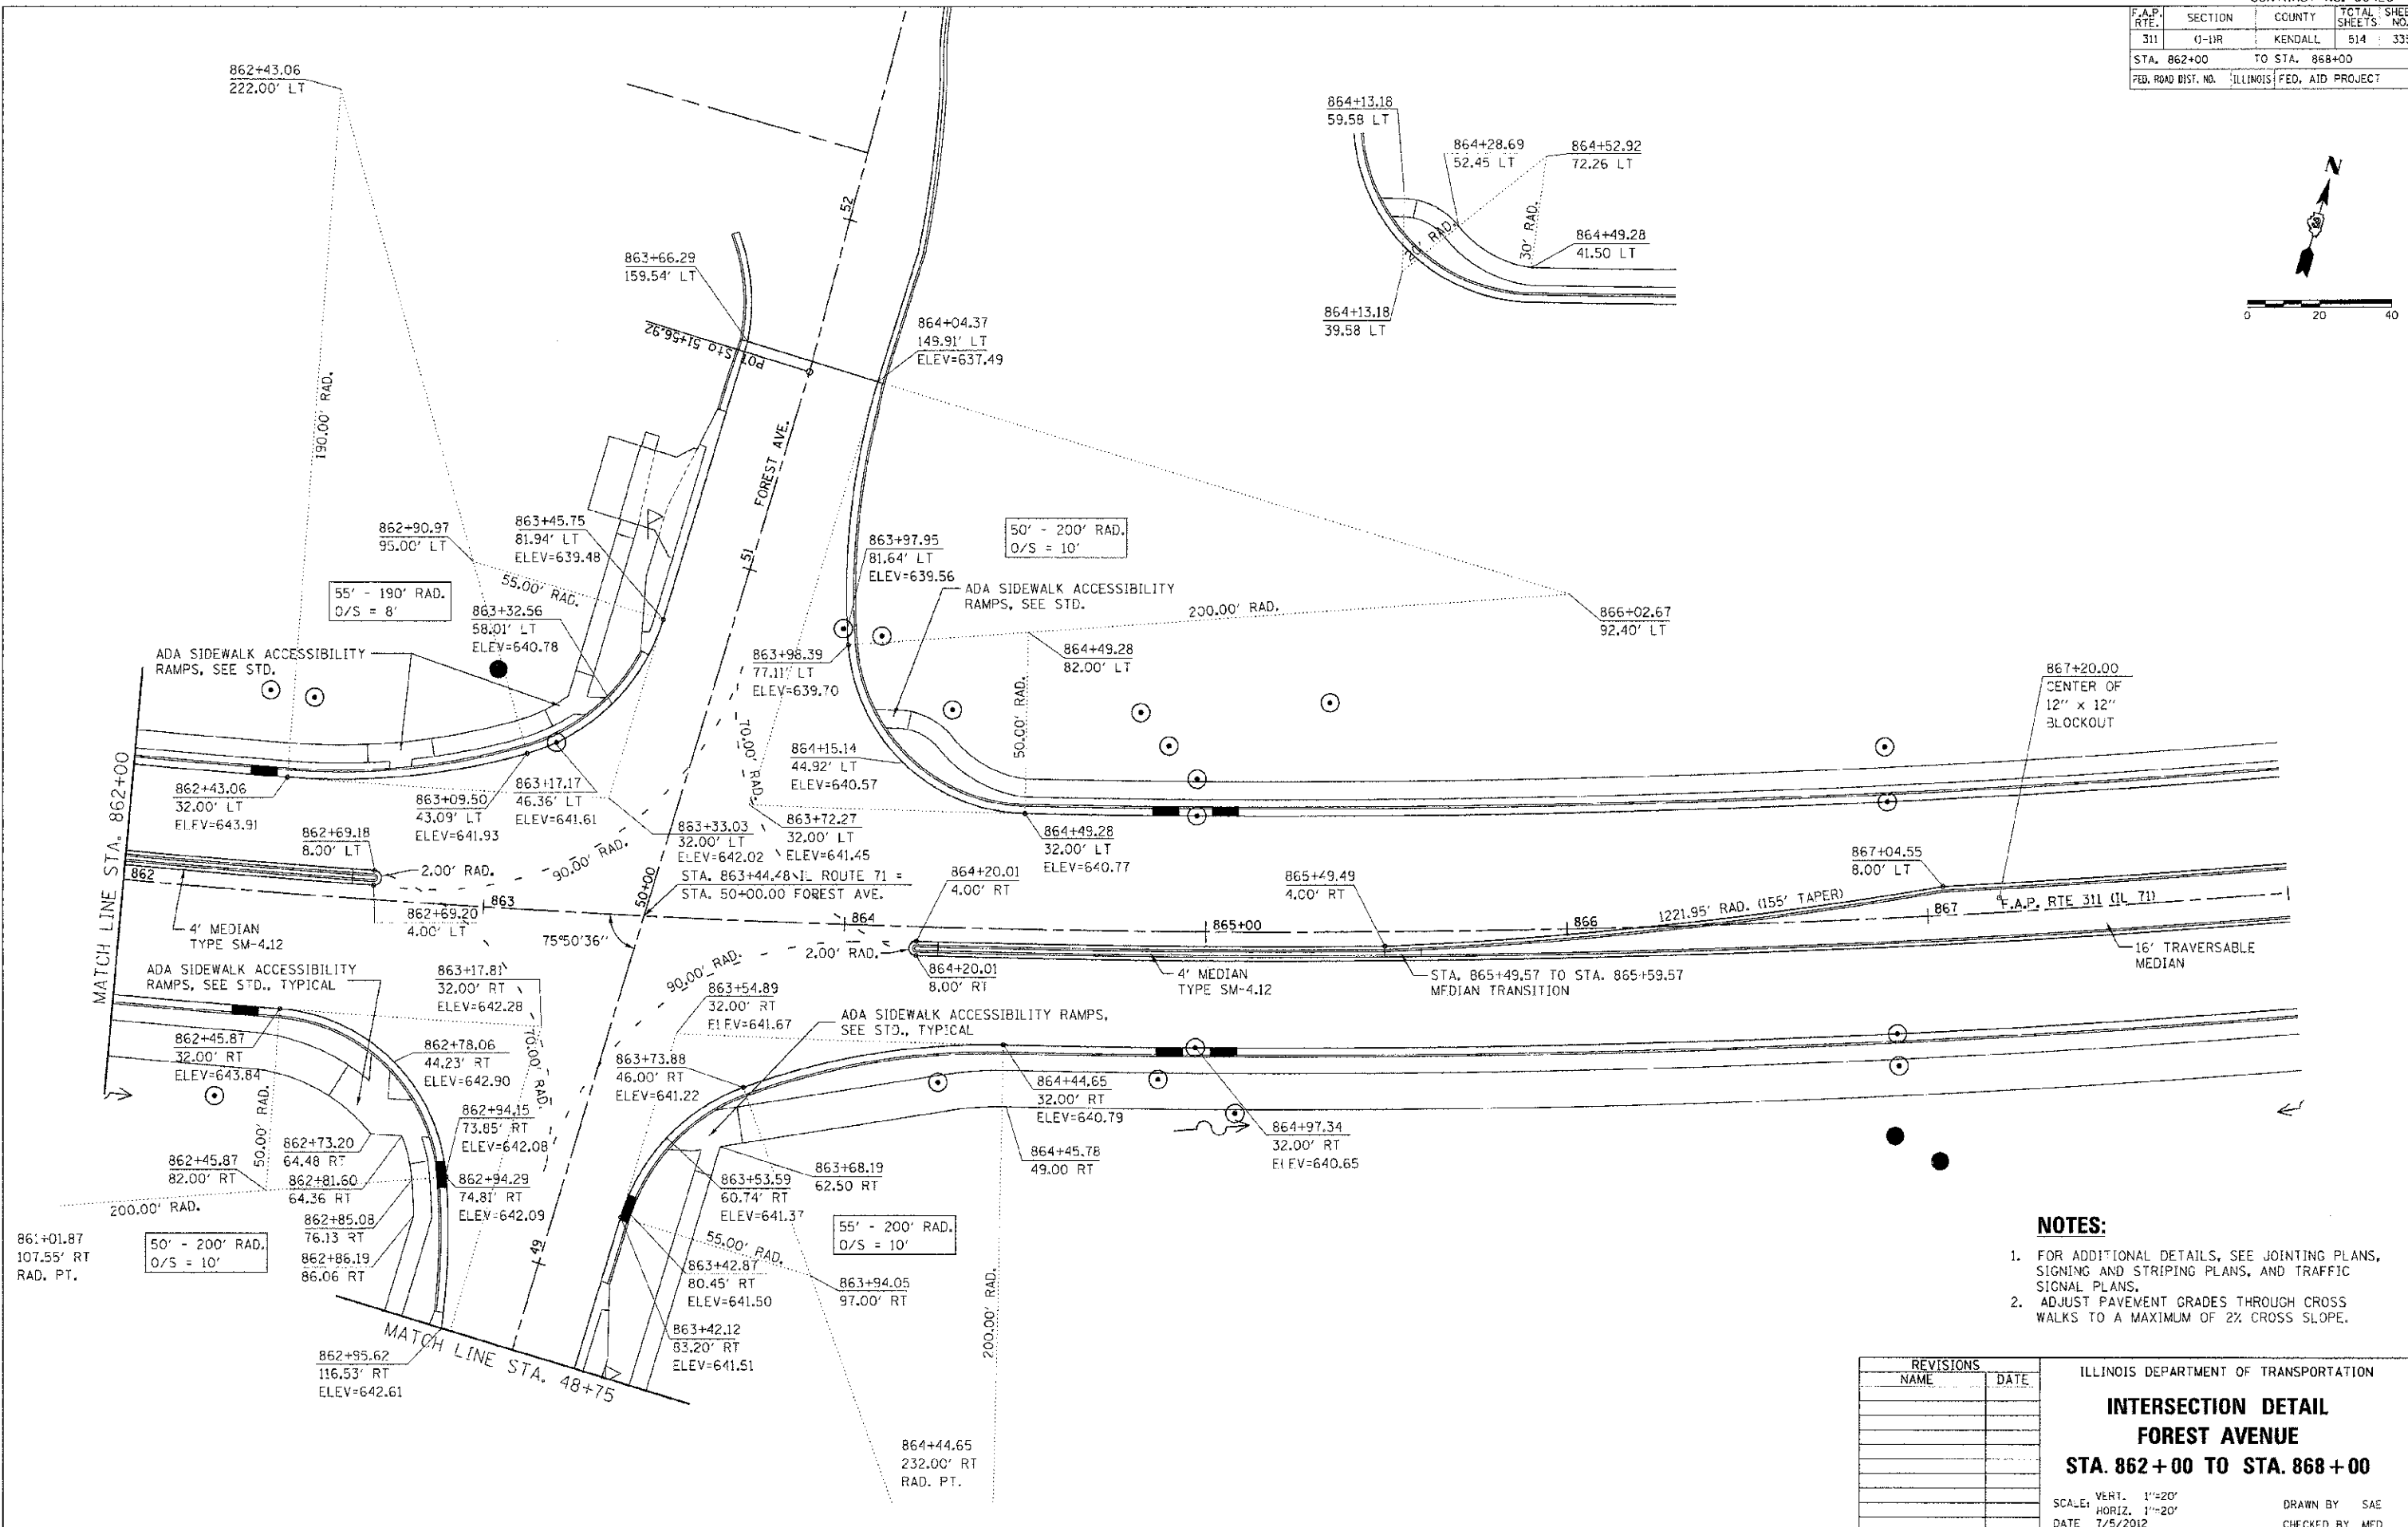 F.A.P. RTE.
SECTION
COUNTY
TOTAL SHEETS
311
KENDALL
514
STA. 862+00 TO STA. 868+00
FED. ROAD DIST. NO.
ILLINOIS
FED. AID PROJECT
N
0 20 40
862+43.06
222.00' LT
190.00' RAD.
863+66.29
159.54' LT
POT Sta 51+56.92
52
51
FOREST AVE.
864+04.37
149.91' LT
ELEV=637.49
864+13.18
59.58 LT
864+28.69
52.45 LT
864+52.92
72.26 LT
30' RAD.
RAD.
864+49.28
41.50 LT
864+13.18
39.58 LT
862+90.97
95.00' LT
863+45.75
81.94' LT
ELEV=639.48
55.00' RAD.
55' - 190' RAD.
O/S = 8'
863+32.56
58.01' LT
ELEV=640.78
ADA SIDEWALK ACCESSIBILITY
RAMPS, SEE STD.
50' - 200' RAD.
O/S = 10'
863+97.95
81.64' LT
ELEV=639.56
ADA SIDEWALK ACCESSIBILITY
RAMPS, SEE STD.
200.00' RAD.
866+02.67
92.40' LT
863+98.39
77.11' LT
ELEV=639.70
864+49.28
82.00' LT
50.00' RAD.
867+20.00
CENTER OF
12" x 12"
BLOCKOUT
70.00' RAD.
864+15.14
44.92' LT
ELEV=640.57
MATCH LINE STA. 862+00
862+43.06
32.00' LT
ELEV=643.91
863+09.50
43.09' LT
ELEV=641.93
863+17.17
46.36' LT
ELEV=641.61
862+69.18
8.00' LT
2.00' RAD.
90.00' RAD.
863+33.03
32.00' LT
ELEV=642.02
863+72.27
32.00' LT
ELEV=641.45
STA. 863+44.48 IL ROUTE 71 =
STA. 50+00.00 FOREST AVE.
864+49.28
32.00' LT
ELEV=640.77
864+20.01
4.00' RT
865+49.49
4.00' RT
867+04.55
8.00' LT
862
4' MEDIAN
TYPE SM-4.12
862+69.20
4.00' LT
863
50+00
75°50'36"
864
865+00
866
1221.95' RAD. (155' TAPER)
867
F.A.P. RTE 311 (IL 71)
16' TRAVERSABLE
MEDIAN
2.00' RAD.
90.00' RAD.
864+20.01
8.00' RT
4' MEDIAN
TYPE SM-4.12
STA. 865+49.57 TO STA. 865+59.57
MEDIAN TRANSITION
ADA SIDEWALK ACCESSIBILITY
RAMPS, SEE STD., TYPICAL
863+17.81
32.00' RT
ELEV=642.28
863+54.89
32.00' RT
ELEV=641.67
ADA SIDEWALK ACCESSIBILITY RAMPS,
SEE STD., TYPICAL
862+45.87
32.00' RT
ELEV=643.84
862+78.06
44.23' RT
ELEV=642.90
70.00' RAD.
863+73.88
46.00' RT
ELEV=641.22
864+44.65
32.00' RT
ELEV=640.79
864+97.34
32.00' RT
ELEV=640.65
50.00' RAD.
862+94.15
73.85' RT
ELEV=642.08
862+73.20
64.48 RT
862+45.87
82.00' RT
862+81.60
64.36 RT
862+94.29
74.81' RT
ELEV=642.09
863+53.59
60.74' RT
ELEV=641.37
863+68.19
62.50 RT
864+45.78
49.00 RT
200.00' RAD.
862+85.08
76.13 RT
862+86.19
86.06 RT
861+01.87
107.55' RT
RAD. PT.
50' - 200' RAD.
O/S = 10'
55' - 200' RAD.
O/S = 10'
49
55.00' RAD.
863+42.87
80.45' RT
ELEV=641.50
863+94.05
97.00' RT
863+42.12
83.20' RT
ELEV=641.51
200.00' RAD.
MATCH LINE STA. 48+75
862+95.62
116.53' RT
ELEV=642.61
864+44.65
232.00' RT
RAD. PT.
NOTES:
1. FOR ADDITIONAL DETAILS, SEE JOINTING PLANS,
SIGNING AND STRIPING PLANS, AND TRAFFIC
SIGNAL PLANS.
2. ADJUST PAVEMENT GRADES THROUGH CROSS
WALKS TO A MAXIMUM OF 2% CROSS SLOPE.
REVISIONS
NAME DATE
ILLINOIS DEPARTMENT OF TRANSPORTATION
INTERSECTION DETAIL
FOREST AVENUE
STA. 862+00 TO STA. 868+00
SCALE: VERT. 1"=20'
HORIZ. 1"=20'
DATE 7/5/2012
DRAWN BY SAE
CHECKED BY MFD